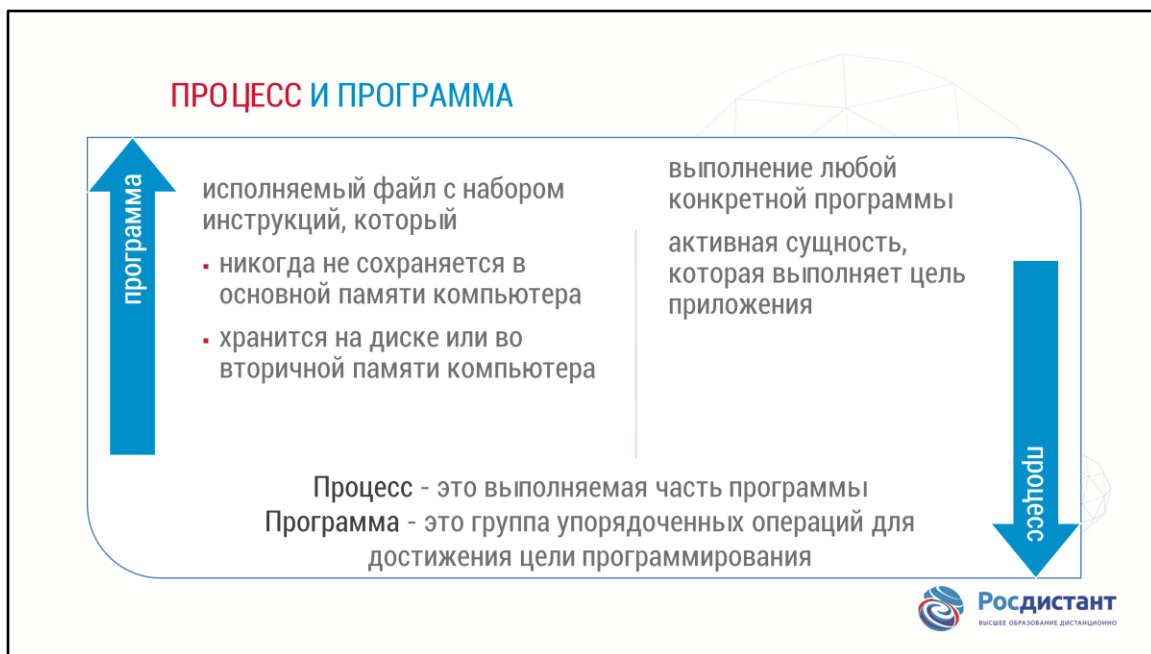 ПРОЦЕСС И ПРОГРАММА
программа
исполняемый файл с набором
инструкций, который
▪ никогда не сохраняется в
основной памяти компьютера
▪ хранится на диске или во
вторичной памяти компьютера
выполнение любой
конкретной программы
активная сущность,
которая выполняет цель
приложения
процесс
Процесс - это выполняемая часть программы
Программа - это группа упорядоченных операций для
достижения цели программирования
Росдистант
ВЫСШЕЕ ОБРАЗОВАНИЕ ДИСТАНЦИОННО